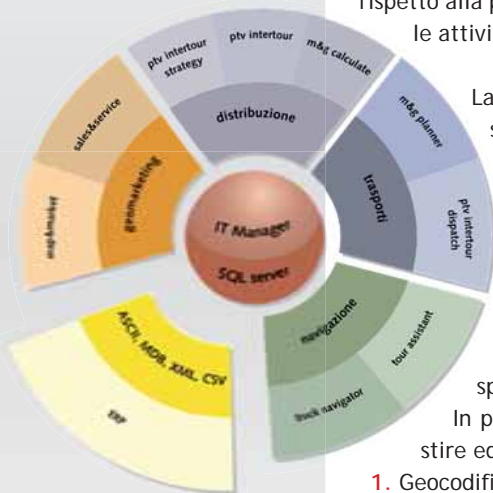 rispetto alla p
le attivi
La
s
ptv intertour
strategy
ptv intertour
m&g calculate
distribuzione
sales&service
map&market
geomarketing
m&g planner
ptv intertour
dispatch
trasporti
IT Manager
SQL server
navigazione
tour assistant
truck navigator
ASCII, MDB, XML, CSV
ERP
sp
In p
stire ed
1. Geocodifi